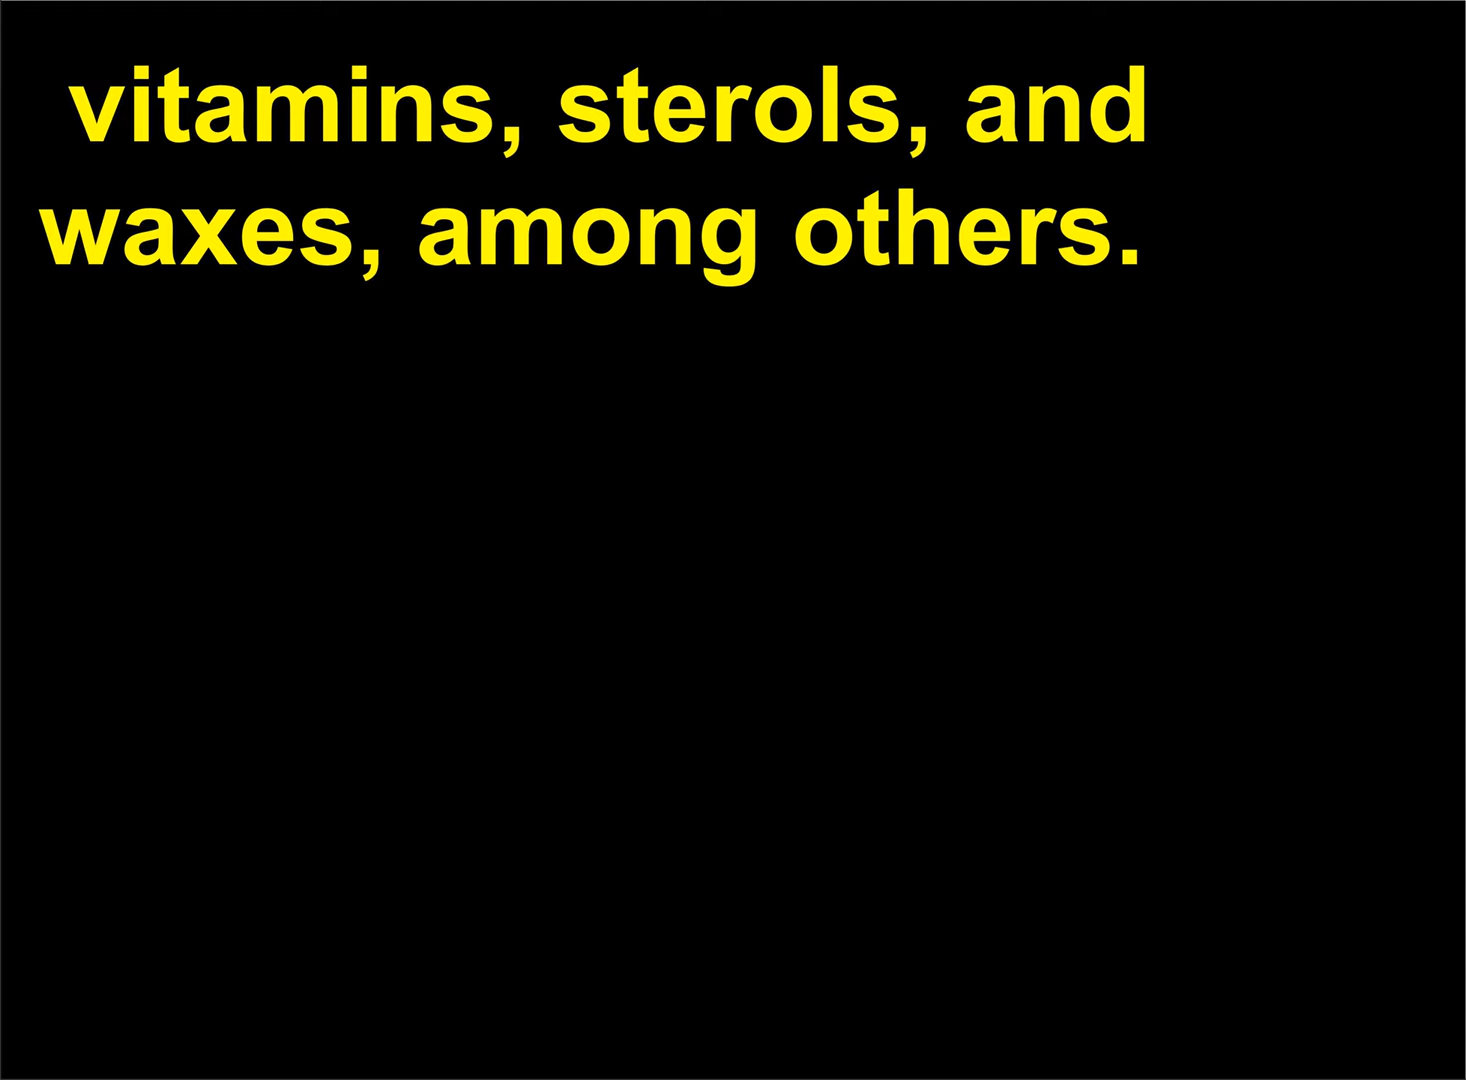 vitamins, sterols, and
waxes, among others.